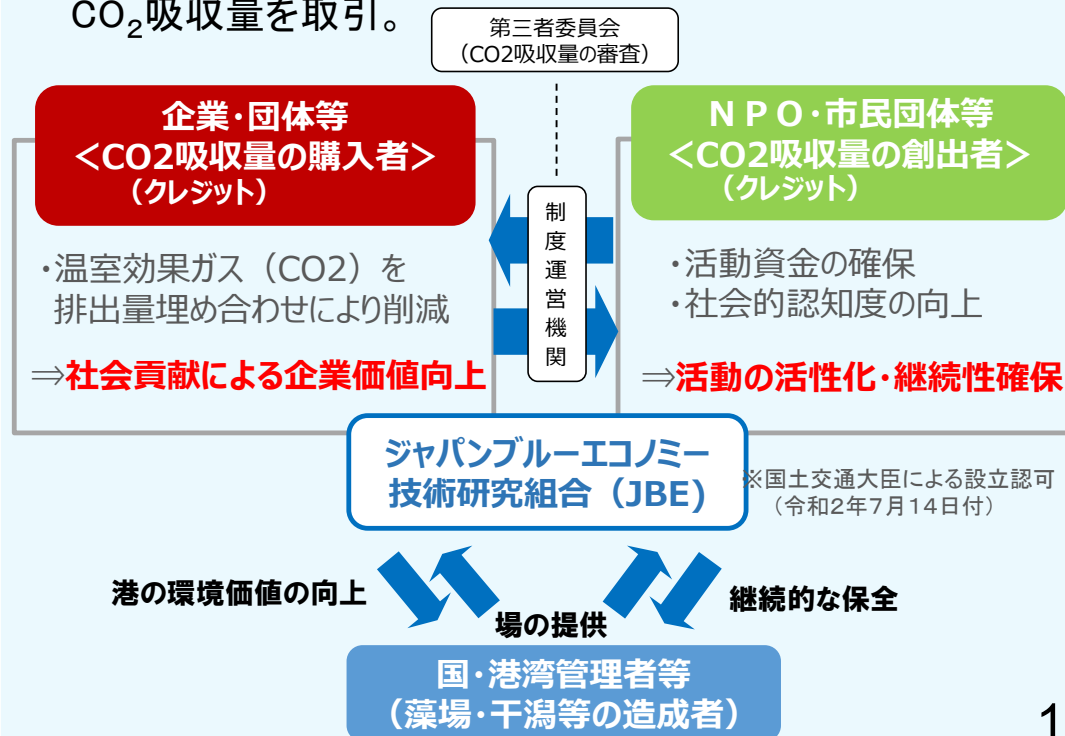 CO₂吸収量を取引。
第三者委員会
（CO2吸収量の審査）
企業・団体等
＜CO2吸収量の購入者＞
（クレジット）
ＮＰＯ・市民団体等
＜CO2吸収量の創出者＞
（クレジット）
制度運営機関
・温室効果ガス（CO2）を
排出量埋め合わせにより削減
⇒社会貢献による企業価値向上
・活動資金の確保
・社会的認知度の向上
⇒活動の活性化・継続性確保
ジャパンブルーエコノミー
技術研究組合（JBE)
※国土交通大臣による設立認可
（令和2年7月14日付）
港の環境価値の向上
場の提供
継続的な保全
国・港湾管理者等
（藻場・干潟等の造成者）
1